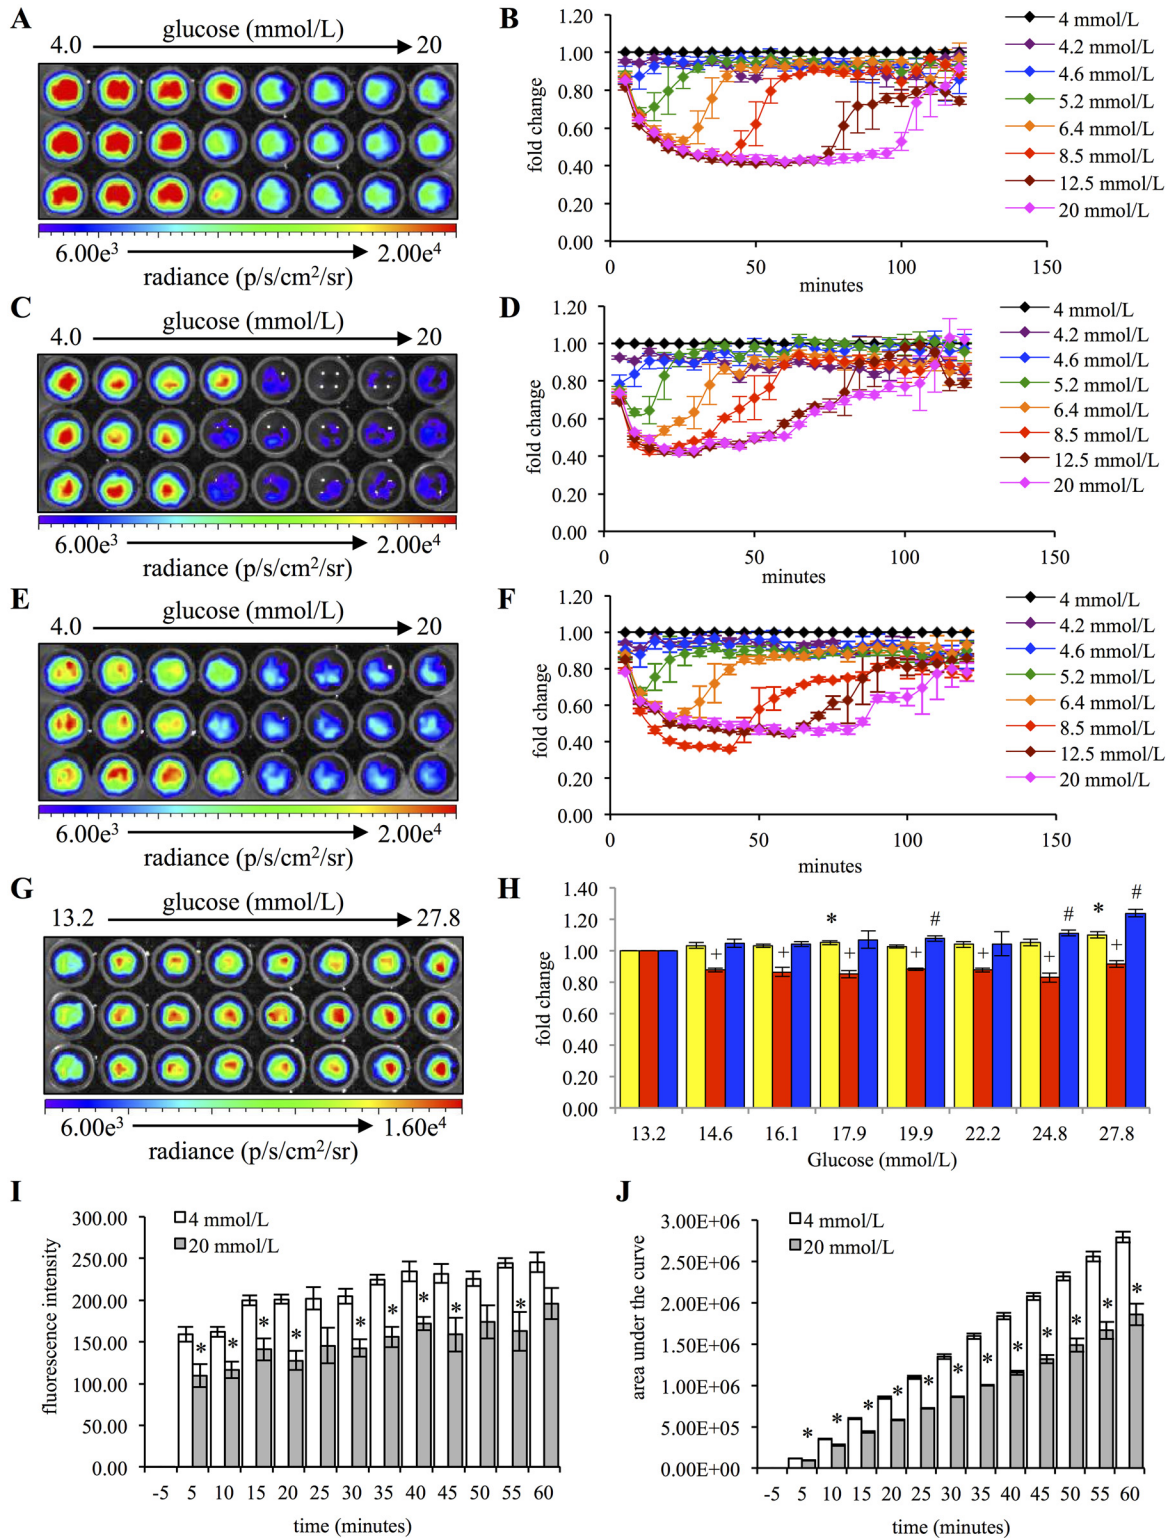 A
glucose (mmol/L)
4.0
20
6.00e3
2.00e4
radiance (p/s/cm2/sr)
B
1.20
1.00
0.80
0.60
0.40
0.20
0.00
fold change
0
50
100
150
minutes
4 mmol/L
4.2 mmol/L
4.6 mmol/L
5.2 mmol/L
6.4 mmol/L
8.5 mmol/L
12.5 mmol/L
20 mmol/L
C
glucose (mmol/L)
4.0
20
6.00e3
2.00e4
radiance (p/s/cm2/sr)
D
1.20
1.00
0.80
0.60
0.40
0.20
0.00
fold change
0
50
100
150
minutes
4 mmol/L
4.2 mmol/L
4.6 mmol/L
5.2 mmol/L
6.4 mmol/L
8.5 mmol/L
12.5 mmol/L
20 mmol/L
E
glucose (mmol/L)
4.0
20
6.00e3
2.00e4
radiance (p/s/cm2/sr)
F
1.20
1.00
0.80
0.60
0.40
0.20
0.00
fold change
0
50
100
150
minutes
4 mmol/L
4.2 mmol/L
4.6 mmol/L
5.2 mmol/L
6.4 mmol/L
8.5 mmol/L
12.5 mmol/L
20 mmol/L
G
glucose (mmol/L)
13.2
27.8
6.00e3
1.60e4
radiance (p/s/cm2/sr)
H
1.40
1.20
1.00
0.80
0.60
0.40
0.20
0.00
fold change
+ + * + # + + # + * + #
13.2 14.6 16.1 17.9 19.9 22.2 24.8 27.8
Glucose (mmol/L)
I
300.00
250.00
200.00
150.00
100.00
50.00
0.00
fluorescence intensity
4 mmol/L
20 mmol/L
* * * * * * * * *
-5 5 10 15 20 25 30 35 40 45 50 55 60
time (minutes)
J
3.00E+06
2.50E+06
2.00E+06
1.50E+06
1.00E+06
5.00E+05
0.00E+00
area under the curve
4 mmol/L
20 mmol/L
* * * * * * * * * * * *
-5 5 10 15 20 25 30 35 40 45 50 55 60
time (minutes)